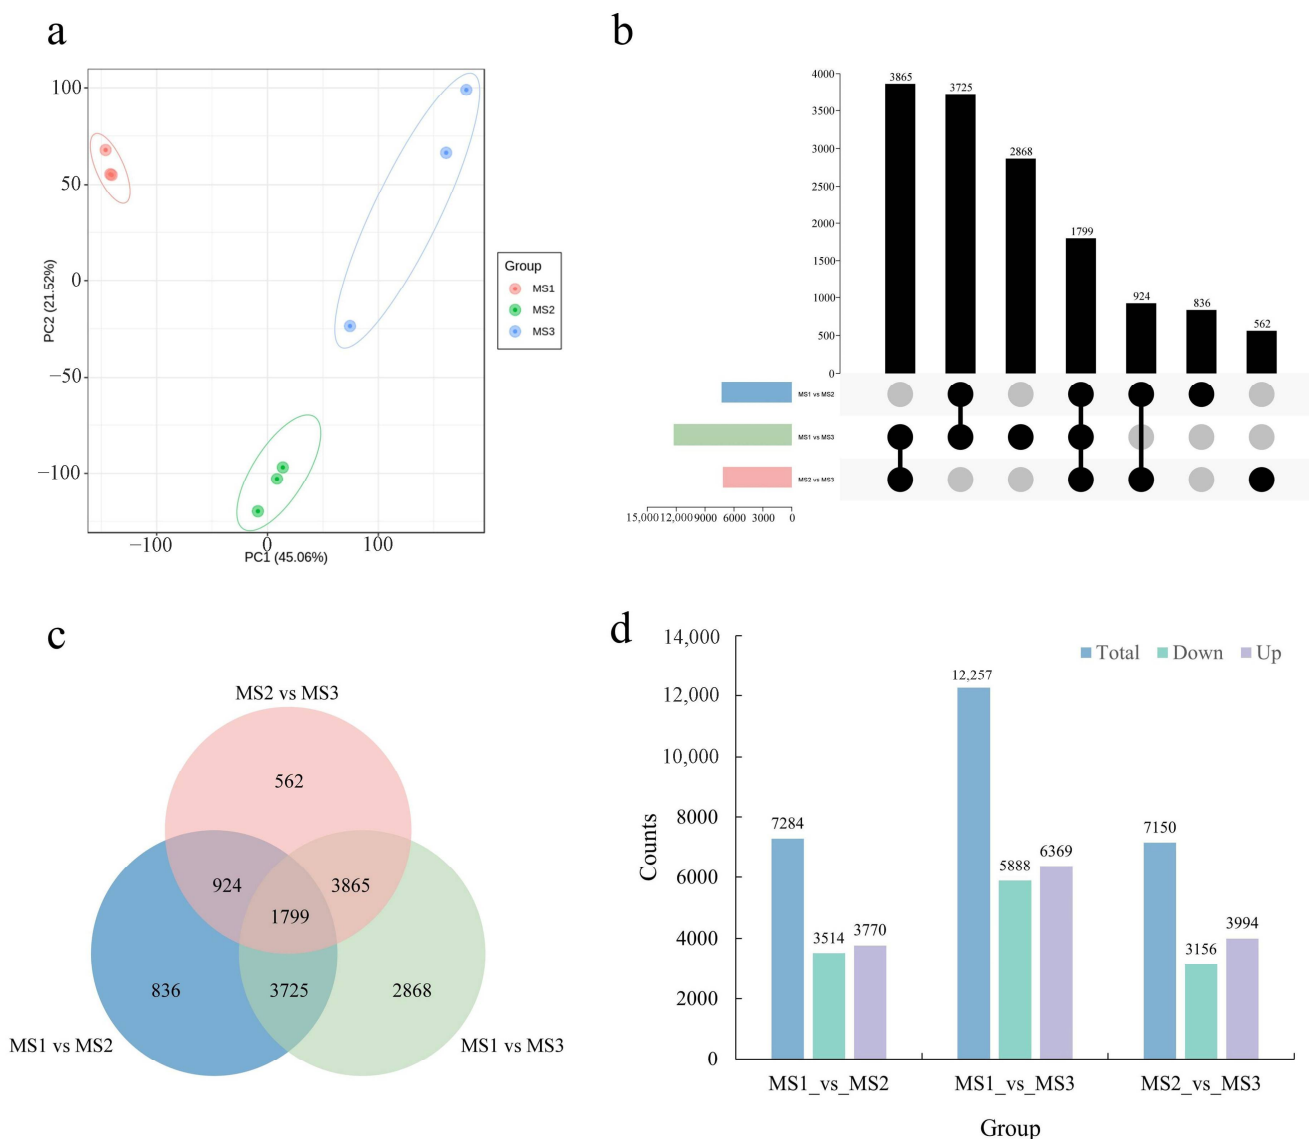 a
100
50
0
−50
−100
PC2 (21.52%)
−100
0
100
PC1 (45.06%)
Group
MS1
MS2
MS3
b
4000
3500
3000
2500
2000
1500
1000
500
0
3865
3725
2868
1799
924
836
562
MS1 vs MS2
MS1 vs MS3
MS2 vs MS3
15,000 12,000 9000 6000 3000 0
c
MS2 vs MS3
562
924
3865
1799
836
3725
2868
MS1 vs MS2
MS1 vs MS3
d
14,000
12,000
10,000
8000
6000
4000
2000
0
Counts
Total Down Up
7284
3514
3770
12,257
5888
6369
7150
3156
3994
MS1_vs_MS2
MS1_vs_MS3
MS2_vs_MS3
Group